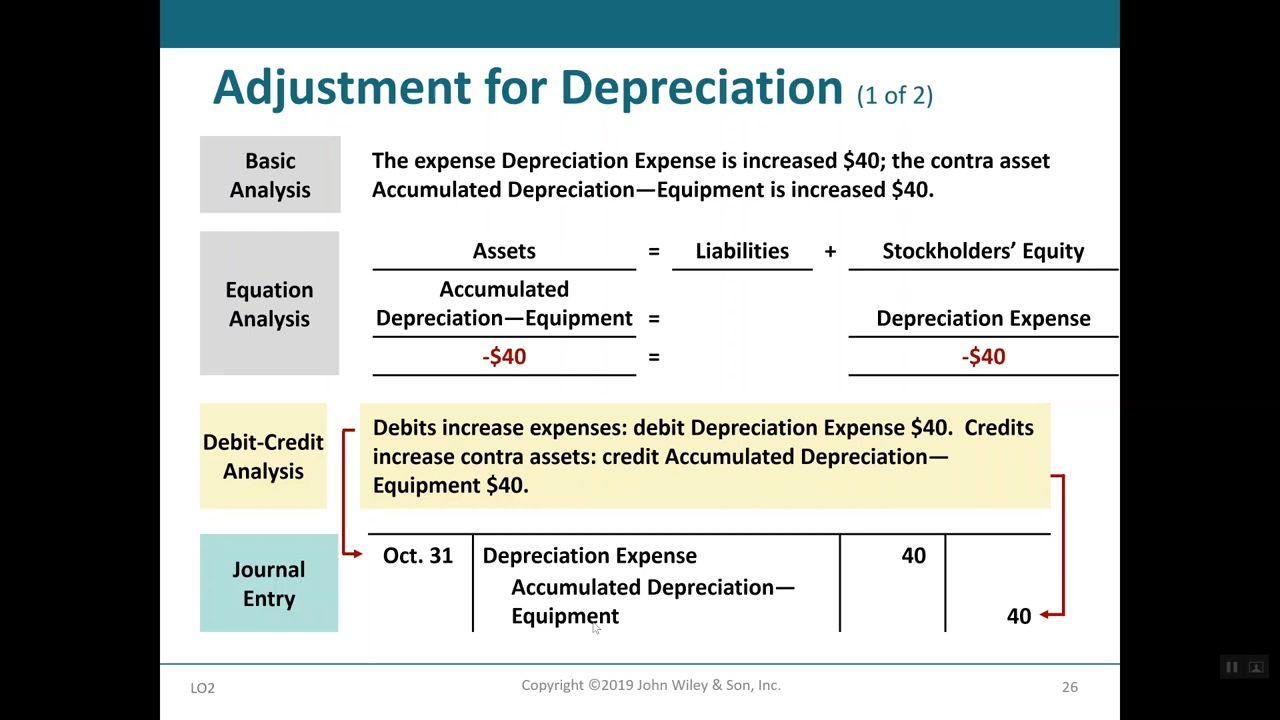 Adjustment for Depreciation (1 of 2)
Basic
Analysis
The expense Depreciation Expense is increased $40; the contra asset
Accumulated Depreciation—Equipment is increased $40.
Equation
Analysis
Assets = Liabilities + Stockholders’ Equity
Accumulated
Depreciation—Equipment = Depreciation Expense
-$40 = -$40
Debit-Credit
Analysis
Debits increase expenses: debit Depreciation Expense $40. Credits
increase contra assets: credit Accumulated Depreciation—
Equipment $40.
Journal
Entry
Oct. 31 Depreciation Expense 40
Accumulated Depreciation—
Equipment 40
LO2 Copyright ©2019 John Wiley & Son, Inc. 26